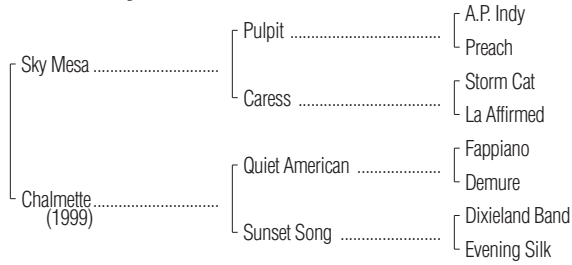 A.P. Indy
Pulpit ..............................
Preach
Sky Mesa ...............................
Storm Cat
Caress ..............................
La Affirmed
Fappiano
Quiet American .....................
Demure
Chalmette...............................
(1999)
Dixieland Band
Sunset Song .........................
Evening Silk